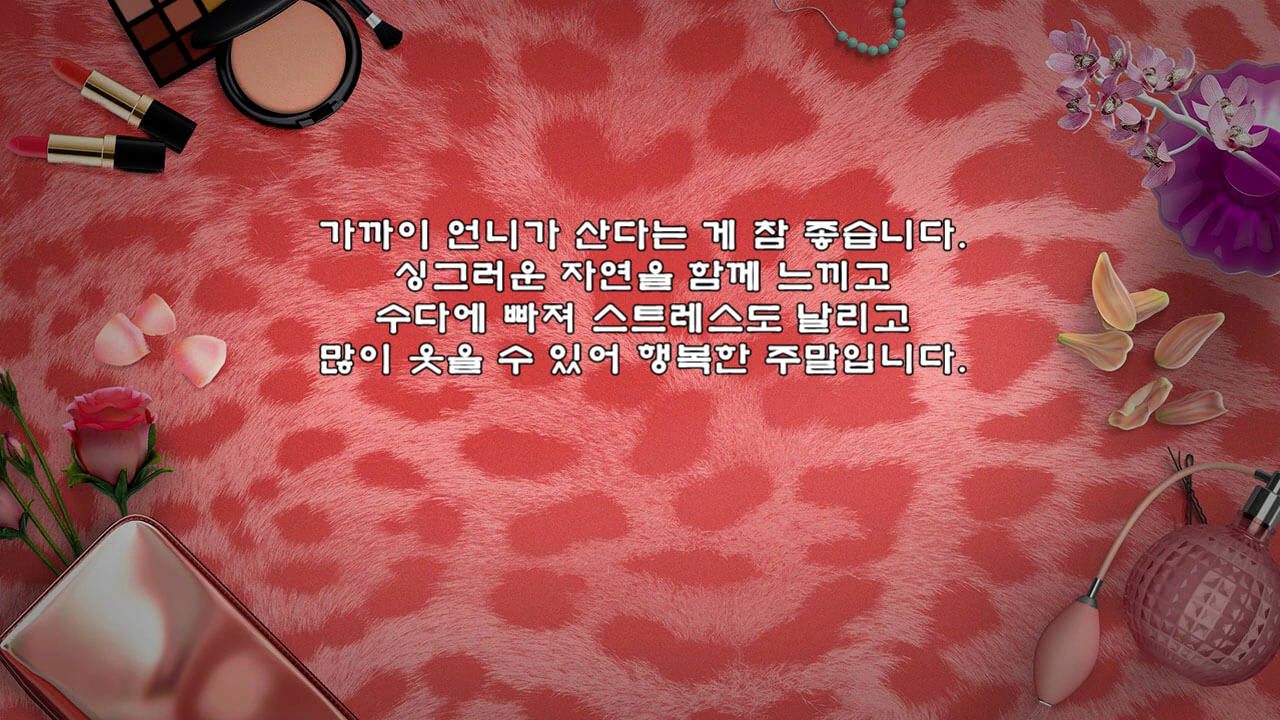 가까이 언니가 산다는 게 참 좋습니다.
싱그러운 자연을 함께 느끼고
수다에 빠져 스트레스도 날리고
많이 웃을 수 있어 행복한 주말입니다.